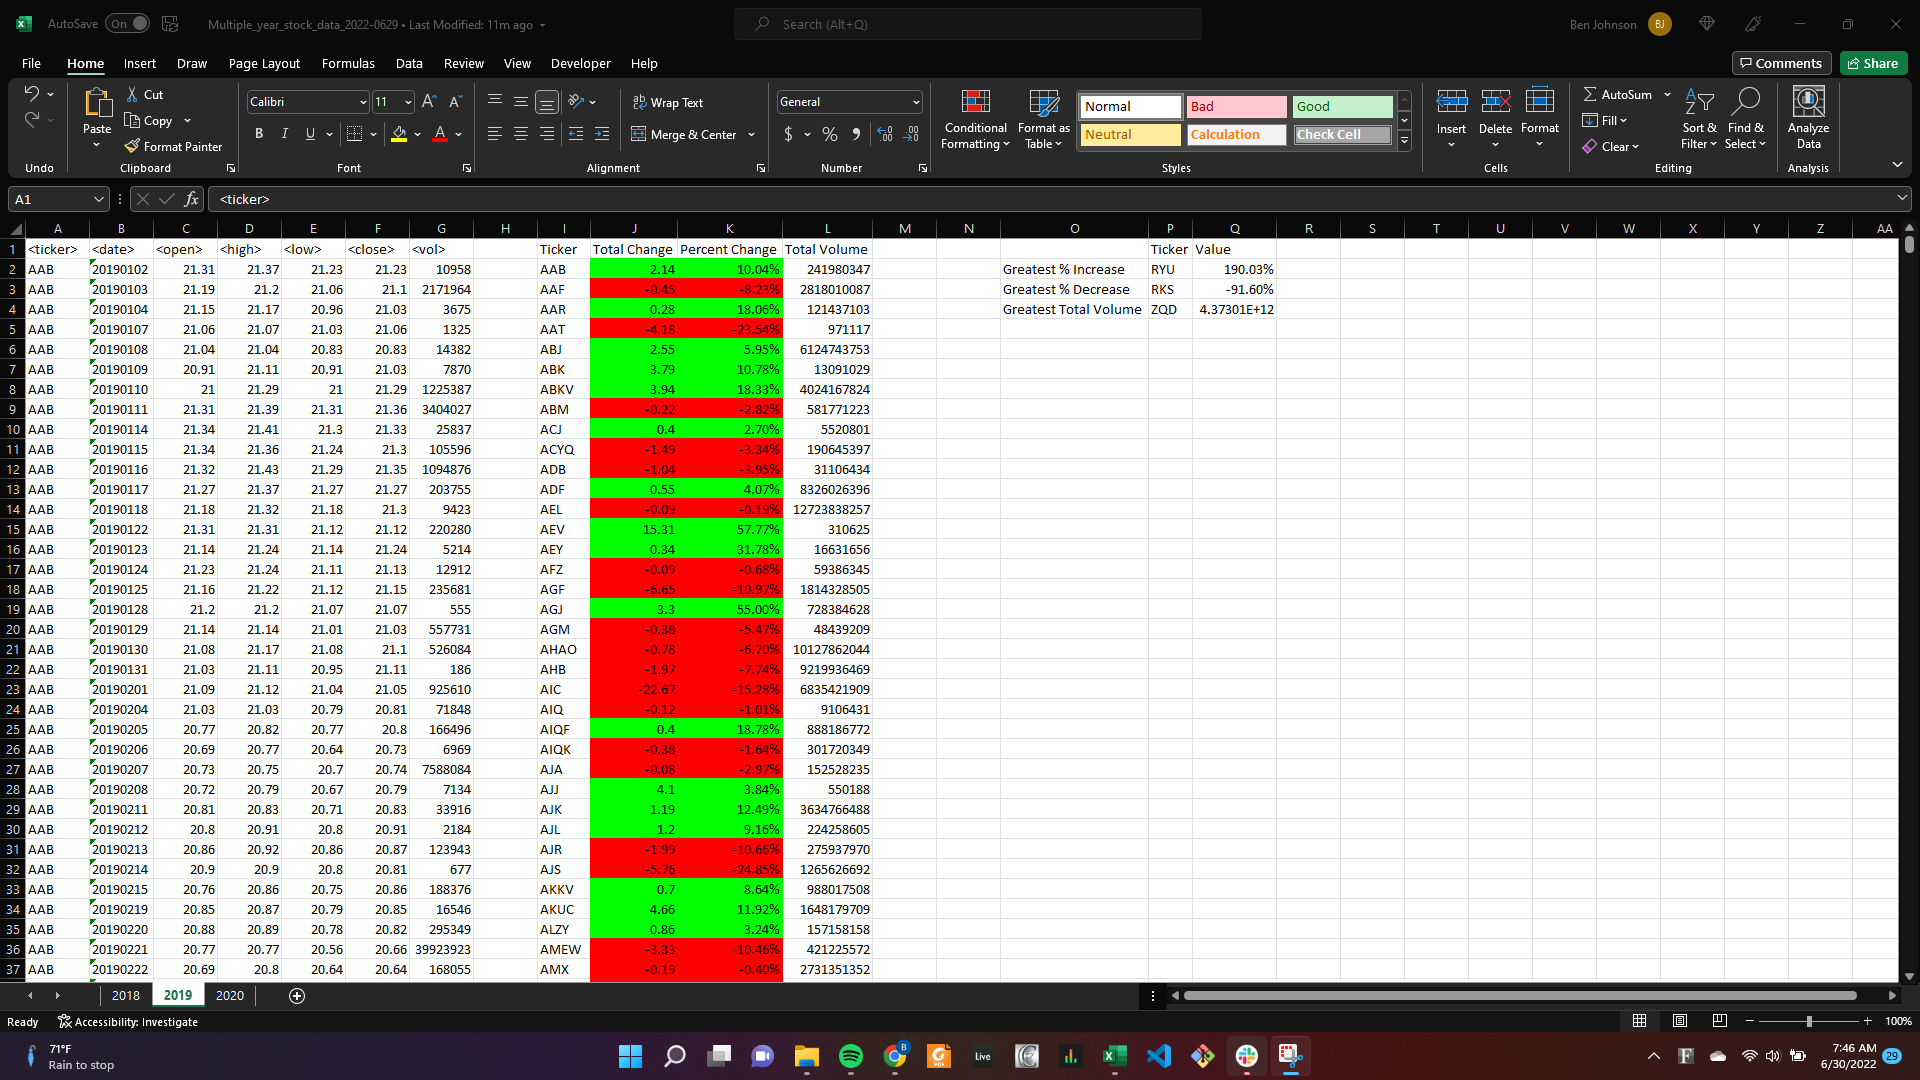 AutoSave On Multiple_year_stock_data_2022-0629 • Last Modified: 11m ago Search (Alt+Q) Ben Johnson BJ
File Home Insert Draw Page Layout Formulas Data Review View Developer Help Comments Share
Paste Cut Copy Format Painter
Calibri 11 B I U A
Wrap Text Merge & Center
General $ % 9
Conditional Formatting Format as Table
Normal Bad Good
Neutral Calculation Check Cell
Insert Delete Format
AutoSum Fill Clear Sort & Filter Find & Select Analyze Data
Undo Clipboard Font Alignment Number Styles Cells Editing Analysis
A1 fx <ticker>
A B C D E F G H I J K L M N O P Q R S T U V W X Y Z AA
1 <ticker> <date> <open> <high> <low> <close> <vol> Ticker Total Change Percent Change Total Volume Ticker Value
2 AAB 20190102 21.31 21.37 21.23 21.23 10958 AAB 2.14 10.04% 241980347 Greatest % Increase RYU 190.03%
3 AAB 20190103 21.19 21.2 21.06 21.1 2171964 AAF -0.45 -8.23% 2818010087 Greatest % Decrease RKS -91.60%
4 AAB 20190104 21.15 21.17 20.96 21.03 3675 AAR 0.28 18.06% 121437103 Greatest Total Volume ZQD 4.37301E+12
5 AAB 20190107 21.06 21.07 21.03 21.06 1325 AAT -4.18 -23.54% 971117
6 AAB 20190108 21.04 21.04 20.83 20.83 14382 ABJ 2.55 5.95% 6124743753
7 AAB 20190109 20.91 21.11 20.91 21.03 7870 ABK 3.79 10.78% 13091029
8 AAB 20190110 21 21.29 21 21.29 1225387 ABKV 3.94 18.33% 4024167824
9 AAB 20190111 21.31 21.39 21.31 21.36 3404027 ABM -0.22 -2.82% 581771223
10 AAB 20190114 21.34 21.41 21.3 21.33 25837 ACJ 0.4 2.70% 5520801
11 AAB 20190115 21.34 21.36 21.24 21.3 105596 ACYQ -1.49 -3.34% 190645397
12 AAB 20190116 21.32 21.43 21.29 21.35 1094876 ADB -1.04 -3.95% 31106434
13 AAB 20190117 21.27 21.37 21.27 21.27 203755 ADF 0.55 4.07% 8326026396
14 AAB 20190118 21.18 21.32 21.18 21.3 9423 AEL -0.09 -0.19% 12723838257
15 AAB 20190122 21.31 21.31 21.12 21.12 220280 AEV 15.31 57.77% 310625
16 AAB 20190123 21.14 21.24 21.14 21.24 5214 AEY 0.34 31.78% 16631656
17 AAB 20190124 21.23 21.24 21.11 21.13 12912 AFZ -0.09 -0.68% 59386345
18 AAB 20190125 21.16 21.22 21.12 21.15 235681 AGF -6.65 -10.97% 1814328505
19 AAB 20190128 21.2 21.2 21.07 21.07 555 AGJ 3.3 55.00% 728384628
20 AAB 20190129 21.14 21.14 21.01 21.03 557731 AGM -0.38 -5.47% 48439209
21 AAB 20190130 21.08 21.17 21.08 21.1 526084 AHAO -0.78 -6.70% 10127862044
22 AAB 20190131 21.03 21.11 20.95 21.11 186 AHB -1.97 -7.74% 9219936469
23 AAB 20190201 21.09 21.12 21.04 21.05 925610 AIC -22.67 -15.28% 6835421909
24 AAB 20190204 21.03 21.03 20.79 20.81 71848 AIQ -0.12 -1.01% 9106431
25 AAB 20190205 20.77 20.82 20.77 20.8 166496 AIQF 0.4 18.78% 888186772
26 AAB 20190206 20.69 20.77 20.64 20.73 6969 AIQK -0.38 -1.64% 301720349
27 AAB 20190207 20.73 20.75 20.7 20.74 7588084 AJA -0.08 -2.97% 152528235
28 AAB 20190208 20.72 20.79 20.67 20.79 7134 AJJ 4.1 3.84% 550188
29 AAB 20190211 20.81 20.83 20.71 20.83 33916 AJK 1.19 12.49% 3634766488
30 AAB 20190212 20.8 20.91 20.8 20.91 2184 AJL 1.2 9.16% 224258605
31 AAB 20190213 20.86 20.92 20.86 20.87 123943 AJR -1.99 -10.66% 275937970
32 AAB 20190214 20.9 20.9 20.8 20.81 677 AJS -5.76 -24.85% 1265626692
33 AAB 20190215 20.76 20.86 20.75 20.86 188376 AKKV 0.7 8.64% 988017508
34 AAB 20190219 20.85 20.87 20.79 20.85 16546 AKUC 4.66 11.92% 1648179709
35 AAB 20190220 20.88 20.89 20.78 20.82 295349 ALZY 0.86 3.24% 157158158
36 AAB 20190221 20.77 20.77 20.56 20.66 39923923 AMEW -3.33 -10.46% 421225572
37 AAB 20190222 20.69 20.8 20.64 20.64 168055 AMX -0.19 -0.40% 2731351352
2018 2019 2020
Ready Accessibility: Investigate 100%
71°F Rain to stop Live 7:46 AM 6/30/2022 29